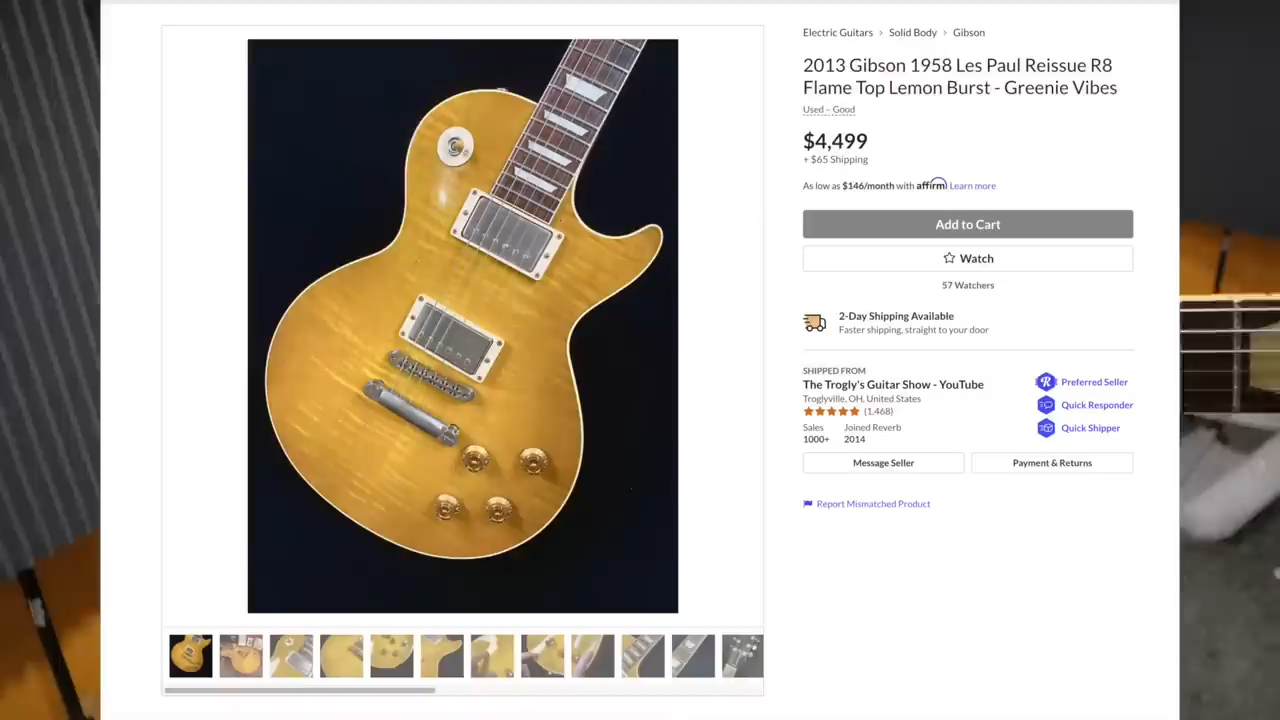 Electric Guitars > Solid Body > Gibson
2013 Gibson 1958 Les Paul Reissue R8
Flame Top Lemon Burst - Greenie Vibes
Used – Good
$4,499
+ $65 Shipping
As low as $146/month with affirm Learn more
Add to Cart
Watch
57 Watchers
2-Day Shipping Available
Faster shipping, straight to your door
SHIPPED FROM
The Trogly's Guitar Show - YouTube
Troglyville, OH, United States
(1,468)
Sales
1000+
Joined Reverb
2014
Preferred Seller
Quick Responder
Quick Shipper
Message Seller
Payment & Returns
Report Mismatched Product